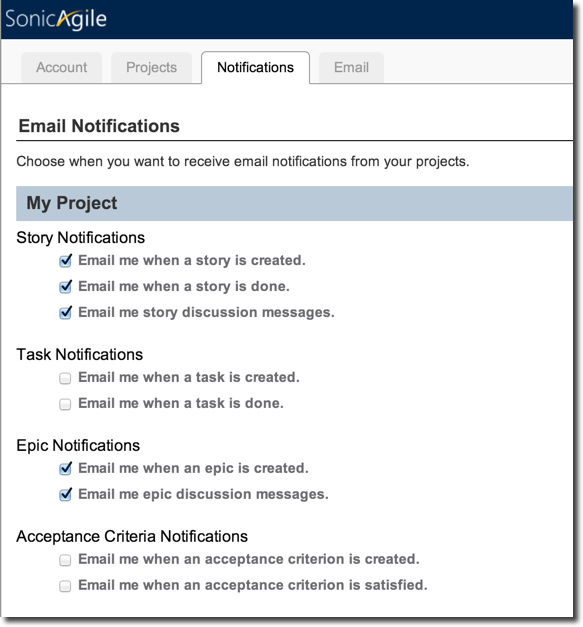 SonicAgile
Account Projects Notifications Email
Email Notifications
Choose when you want to receive email notifications from your projects.
My Project
Story Notifications
Email me when a story is created.
Email me when a story is done.
Email me story discussion messages.
Task Notifications
Email me when a task is created.
Email me when a task is done.
Epic Notifications
Email me when an epic is created.
Email me epic discussion messages.
Acceptance Criteria Notifications
Email me when an acceptance criterion is created.
Email me when an acceptance criterion is satisfied.